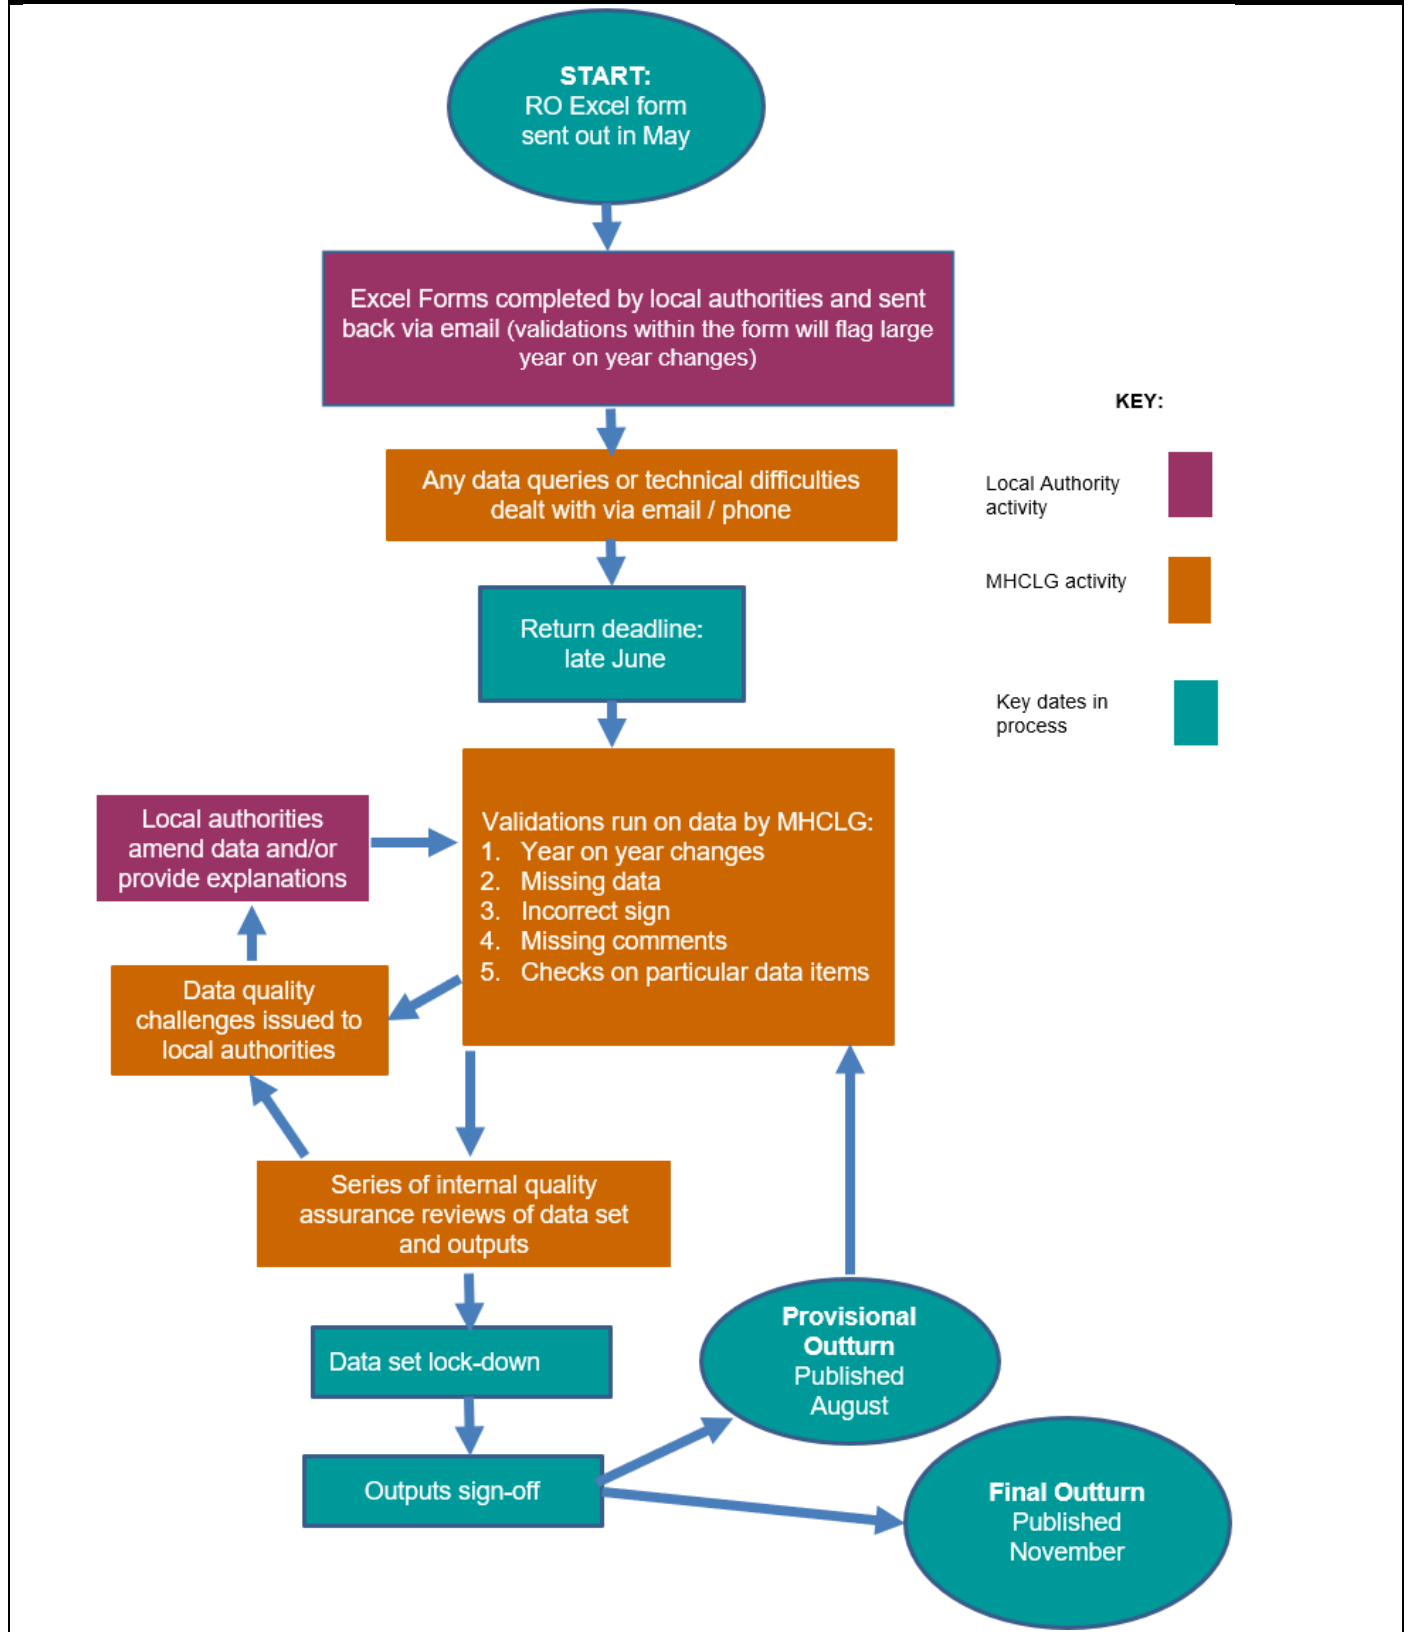 START:
RO Excel form
sent out in May
Excel Forms completed by local authorities and sent
back via email (validations within the form will flag large
year on year changes)
KEY:
Any data queries or technical difficulties
dealt with via email / phone
Local Authority
activity
MHCLG activity
Return deadline:
late June
Key dates in
process
Local authorities
amend data and/or
provide explanations
Validations run on data by MHCLG:
1. Year on year changes
2. Missing data
3. Incorrect sign
4. Missing comments
5. Checks on particular data items
Data quality
challenges issued to
local authorities
Series of internal quality
assurance reviews of data set
and outputs
Data set lock-down
Provisional
Outturn
Published
August
Outputs sign-off
Final Outturn
Published
November